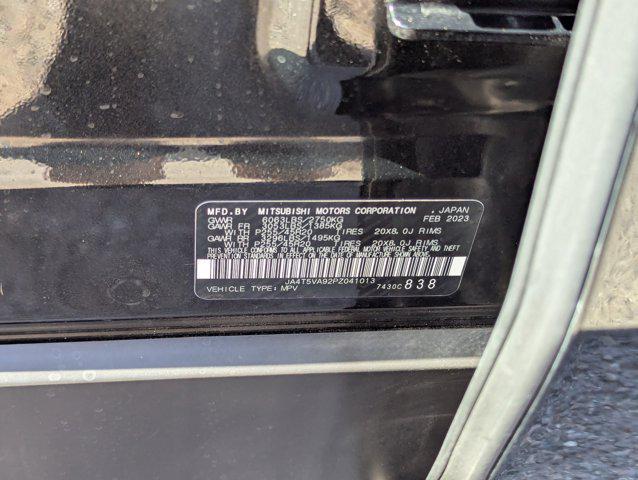 MFD.BY MITSUBISHI MOTORS CORPORATION , JAPAN
GVWR 6063LBS/2750KG FEB 2023
GAWR FR 3053LBS/1385KG
WITH P255/45R20 TIRES 20X8.0J RIMS
GAWR RR 3296LBS/1495KG
WITH P255/45R20 TIRES 20X8.0J RIMS
THIS VEHICLE CONFORMS TO ALL APPLICABLE FEDERAL MOTOR VEHICLE SAFETY AND THEFT
PREVENTION STANDARDS IN EFFECT ON THE DATE OF MANUFACTURE SHOWN ABOVE.
JA4T5VA92PZ041013
VEHICLE TYPE: MPV 7430C 838